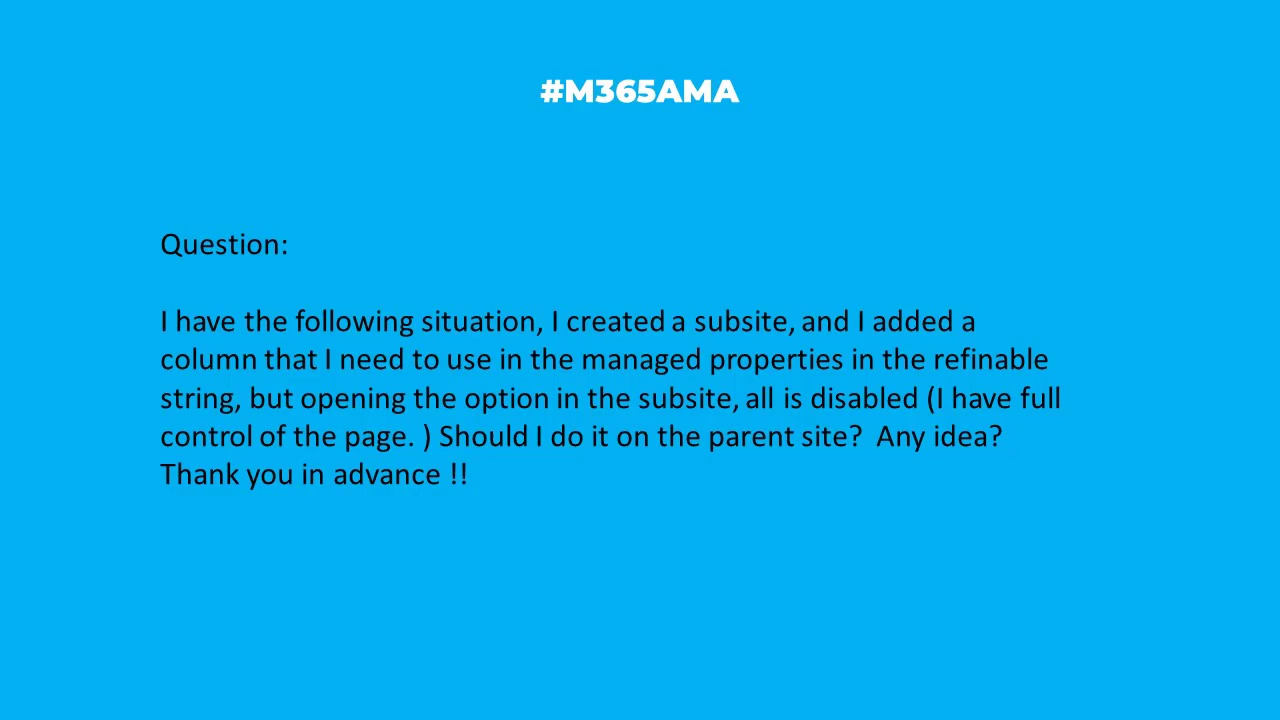 #M365AMA
Question:
I have the following situation, I created a subsite, and I added a
column that I need to use in the managed properties in the refinable
string, but opening the option in the subsite, all is disabled (I have full
control of the page. ) Should I do it on the parent site?  Any idea?
Thank you in advance !!